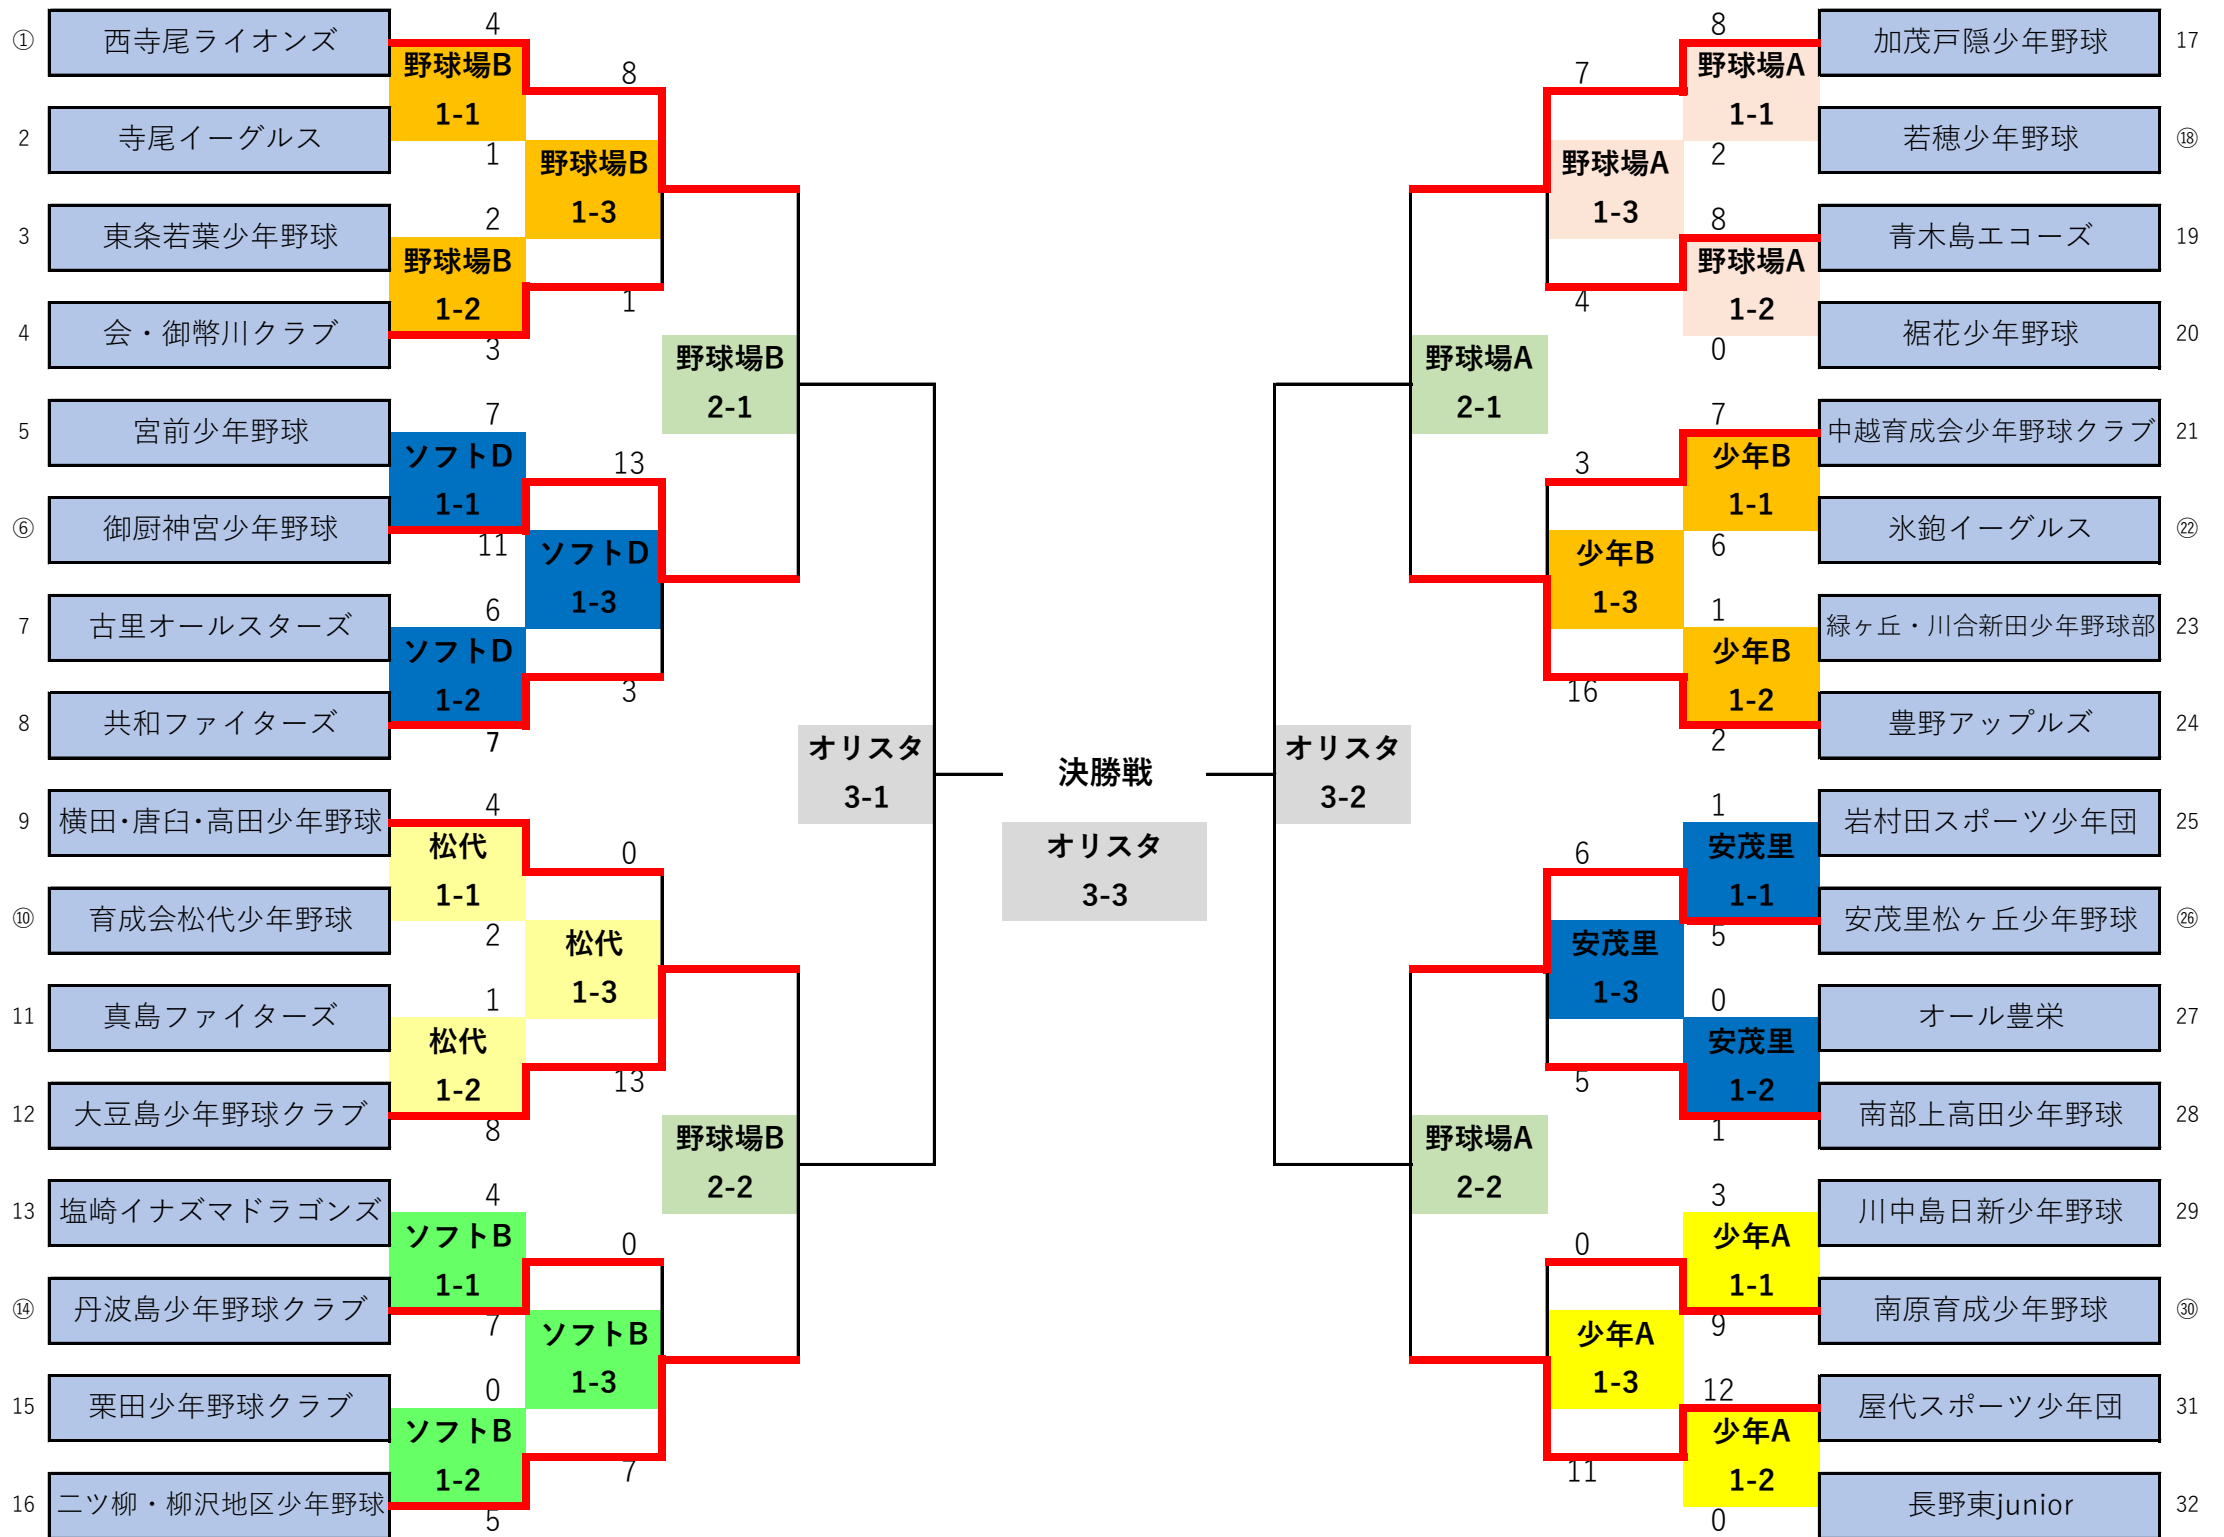 ① 西寺尾ライオンズ 4
野球場B
1-1
2 寺尾イーグルス 1
8
野球場B
1-3
3 東条若葉少年野球 2
野球場B
1-2
4 会・御幣川クラブ 3
1
野球場B
2-1
5 宮前少年野球 7
ソフトD
1-1
⑥ 御厨神宮少年野球 11
13
ソフトD
1-3
7 古里オールスターズ 6
ソフトD
1-2
8 共和ファイターズ 7
3
オリスタ
3-1
9 横田・唐臼・高田少年野球 4
松代
1-1
⑩ 育成会松代少年野球 2
0
松代
1-3
11 真島ファイターズ 1
松代
1-2
12 大豆島少年野球クラブ 8
13
野球場B
2-2
13 塩崎イナズマドラゴンズ 4
ソフトB
1-1
⑭ 丹波島少年野球クラブ 7
0
ソフトB
1-3
15 栗田少年野球クラブ 0
ソフトB
1-2
16 二ツ柳・柳沢地区少年野球 5
7
決勝戦
オリスタ
3-3
8 加茂戸隠少年野球 17
野球場A
1-1
2 若穂少年野球 ⑱
7
野球場A
1-3
8 青木島エコーズ 19
野球場A
1-2
0 裾花少年野球 20
4
野球場A
2-1
7 中越育成会少年野球クラブ 21
少年B
1-1
6 氷鉋イーグルス ㉒
3
少年B
1-3
1 緑ヶ丘・川合新田少年野球部 23
少年B
1-2
2 豊野アップルズ 24
16
オリスタ
3-2
1 岩村田スポーツ少年団 25
安茂里
1-1
5 安茂里松ヶ丘少年野球 ㉖
6
安茂里
1-3
0 オール豊栄 27
安茂里
1-2
1 南部上高田少年野球 28
5
野球場A
2-2
3 川中島日新少年野球 29
少年A
1-1
9 南原育成少年野球 ㉚
0
少年A
1-3
12 屋代スポーツ少年団 31
少年A
1-2
0 長野東junior 32
11